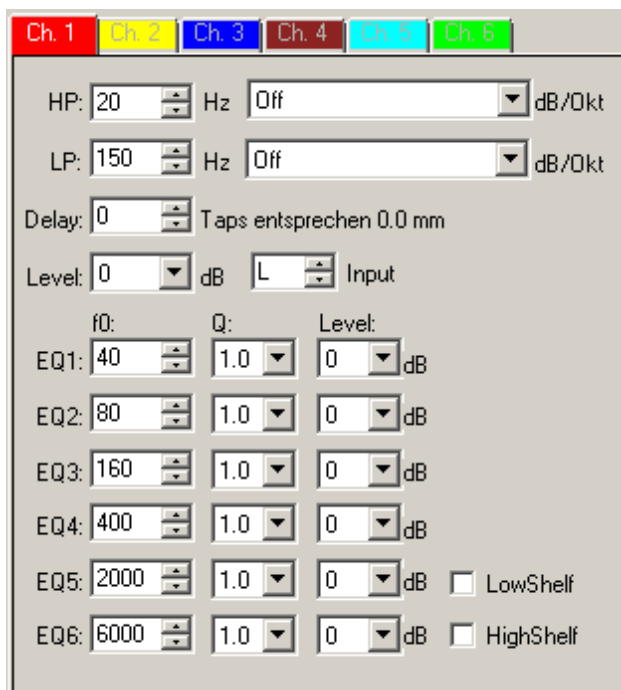 Ch. 1 Ch. 2 Ch. 3 Ch. 4 Ch. 5 Ch. 6
HP: 20 Hz Off dB/Okt
LP: 150 Hz Off dB/Okt
Delay: 0 Taps entsprechen 0.0 mm
Level: 0 dB L Input
f0: Q: Level:
EQ1: 40 1.0 0 dB
EQ2: 80 1.0 0 dB
EQ3: 160 1.0 0 dB
EQ4: 400 1.0 0 dB
EQ5: 2000 1.0 0 dB LowShelf
EQ6: 6000 1.0 0 dB HighShelf